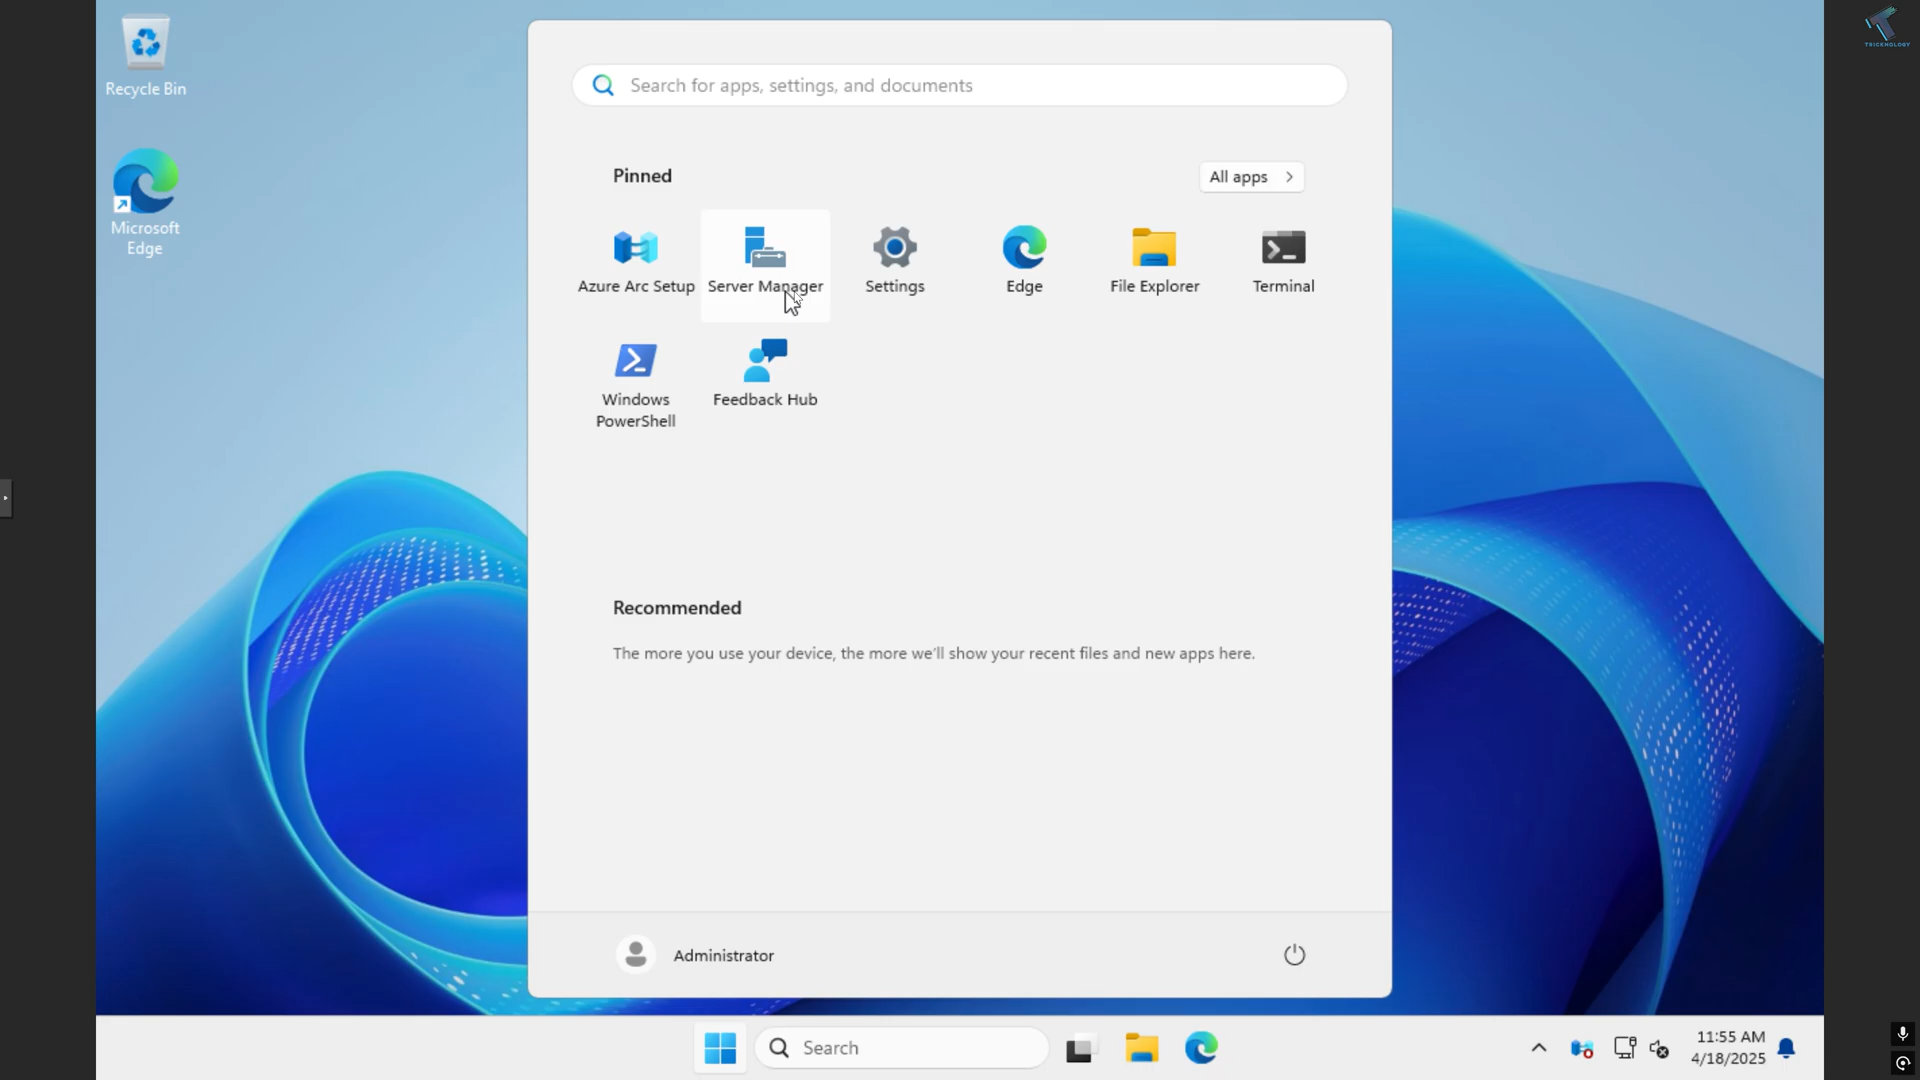 Recycle Bin
Microsoft
Edge
Search for apps, settings, and documents
Pinned
All apps
Azure Arc Setup
Server Manager
Settings
Edge
File Explorer
Terminal
Windows
PowerShell
Feedback Hub
Recommended
The more you use your device, the more we'll show your recent files and new apps here.
Administrator
Search
11:55 AM
4/18/2025
TRICKNOLOGY